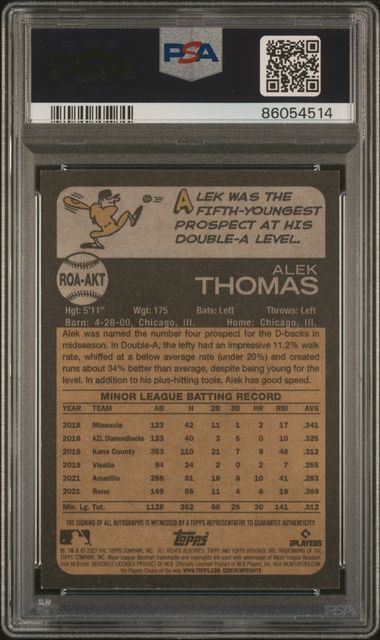 PSA
86054514
ALEK WAS THE
FIFTH-YOUNGEST
PROSPECT AT HIS
DOUBLE-A LEVEL.
ROA-AKT
ALEK
THOMAS
Hgt: 5'11" Wgt: 175 Bats: Left Throws: Left
Born: 4-28-00, Chicago, Ill. Home: Chicago, Ill.
Alek was named the number four prospect for the D-backs in
midseason. In Double-A, the lefty had an impressive 11.2% walk
rate, whiffed at a below average rate (under 20%) and created
runs about 34% better than average, despite being young for the
level. In addition to his plus-hitting tools, Alek has good speed.
MINOR LEAGUE BATTING RECORD
YEAR TEAM AB H 2B 3B HR RBI AVG
2018 Missoula 123 42 11 1 2 17 .341
2018 AZL Diamondbacks 123 40 3 5 0 10 .325
2019 Kane County 353 110 21 7 8 48 .312
2019 Visalia 94 24 2 0 2 7 .255
2021 Amarillo 286 81 18 8 10 41 .283
2021 Reno 149 55 11 4 8 18 .369
Min. Lg. Tot. 1128 352 66 25 30 141 .312
THE SIGNING OF ALL AUTOGRAPHS IS WITNESSED BY A TOPPS REPRESENTATIVE TO GUARANTEE AUTHENTICITY.
Topps
PLAYERS